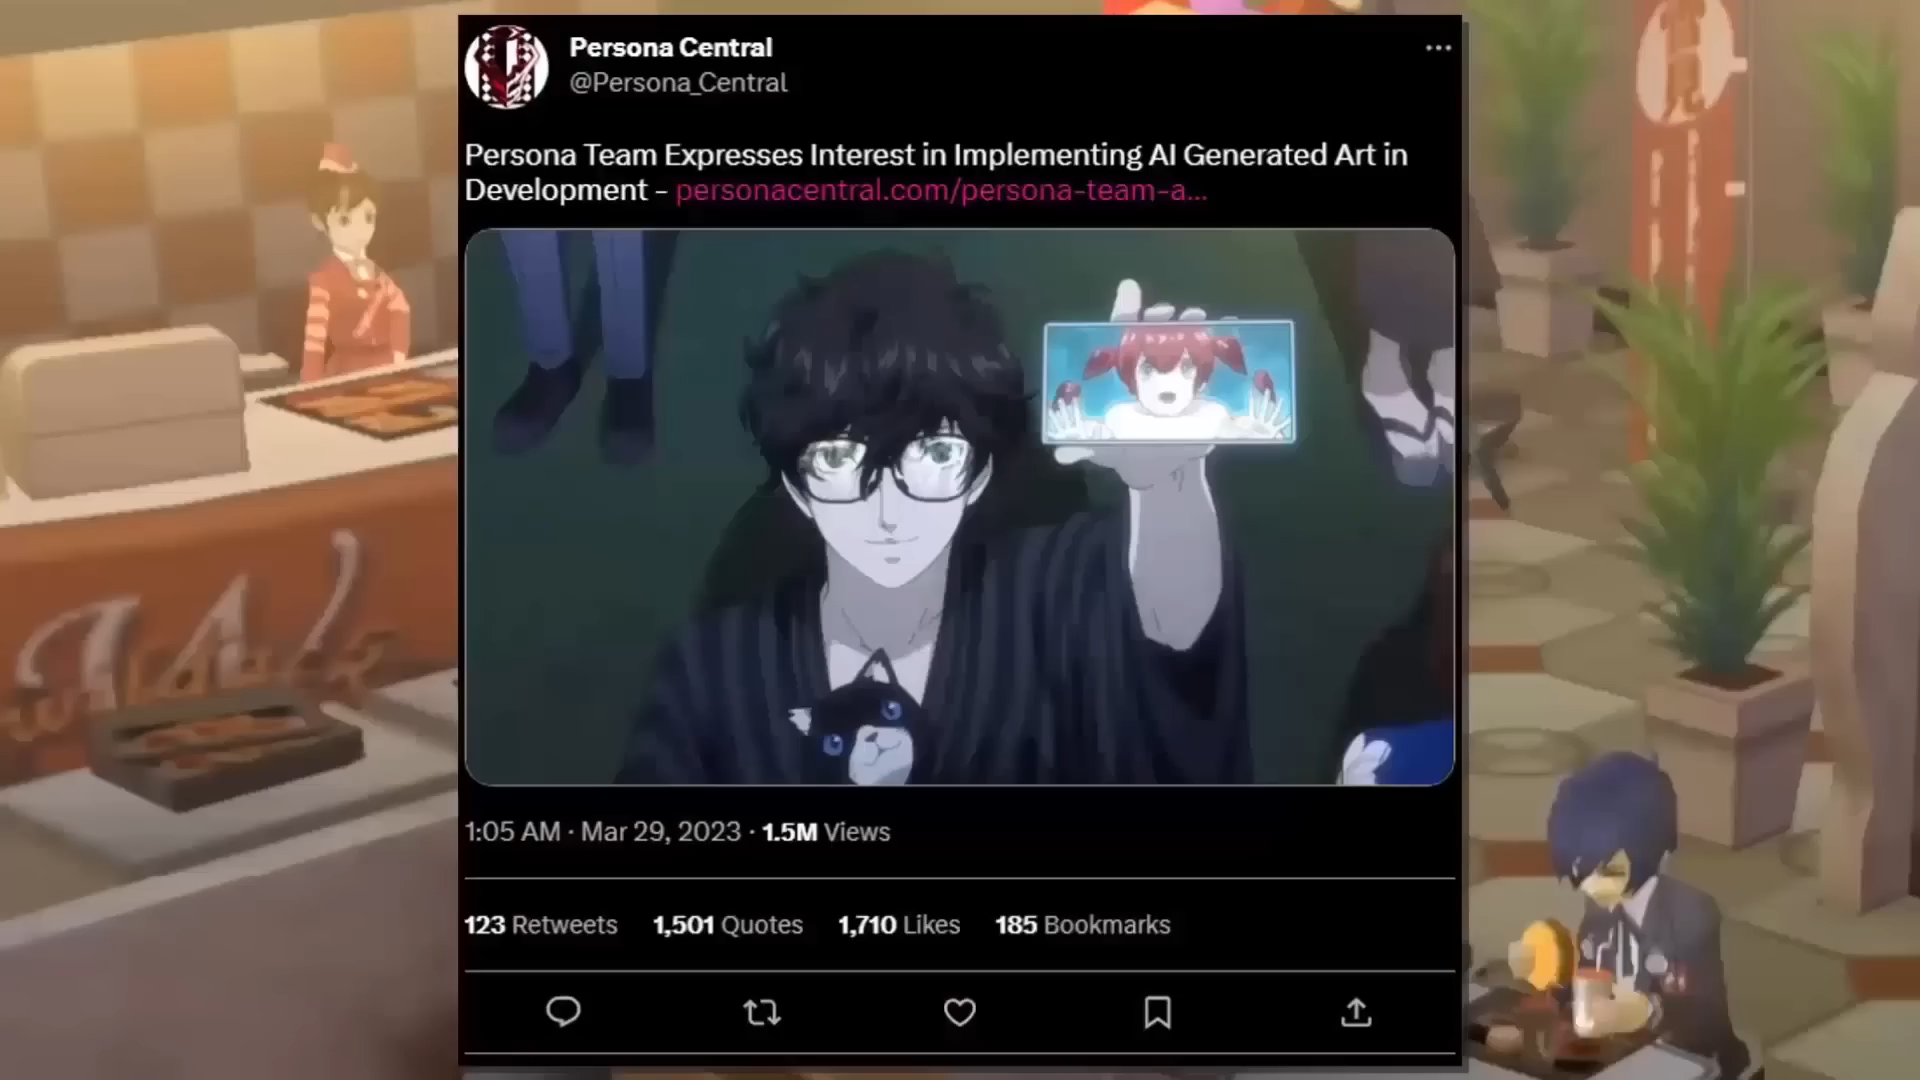 Persona Central
@Persona_Central
Persona Team Expresses Interest in Implementing AI Generated Art in
Development - personacentral.com/persona-team-a...
1:05 AM · Mar 29, 2023 · 1.5M Views
123 Retweets 1,501 Quotes 1,710 Likes 185 Bookmarks